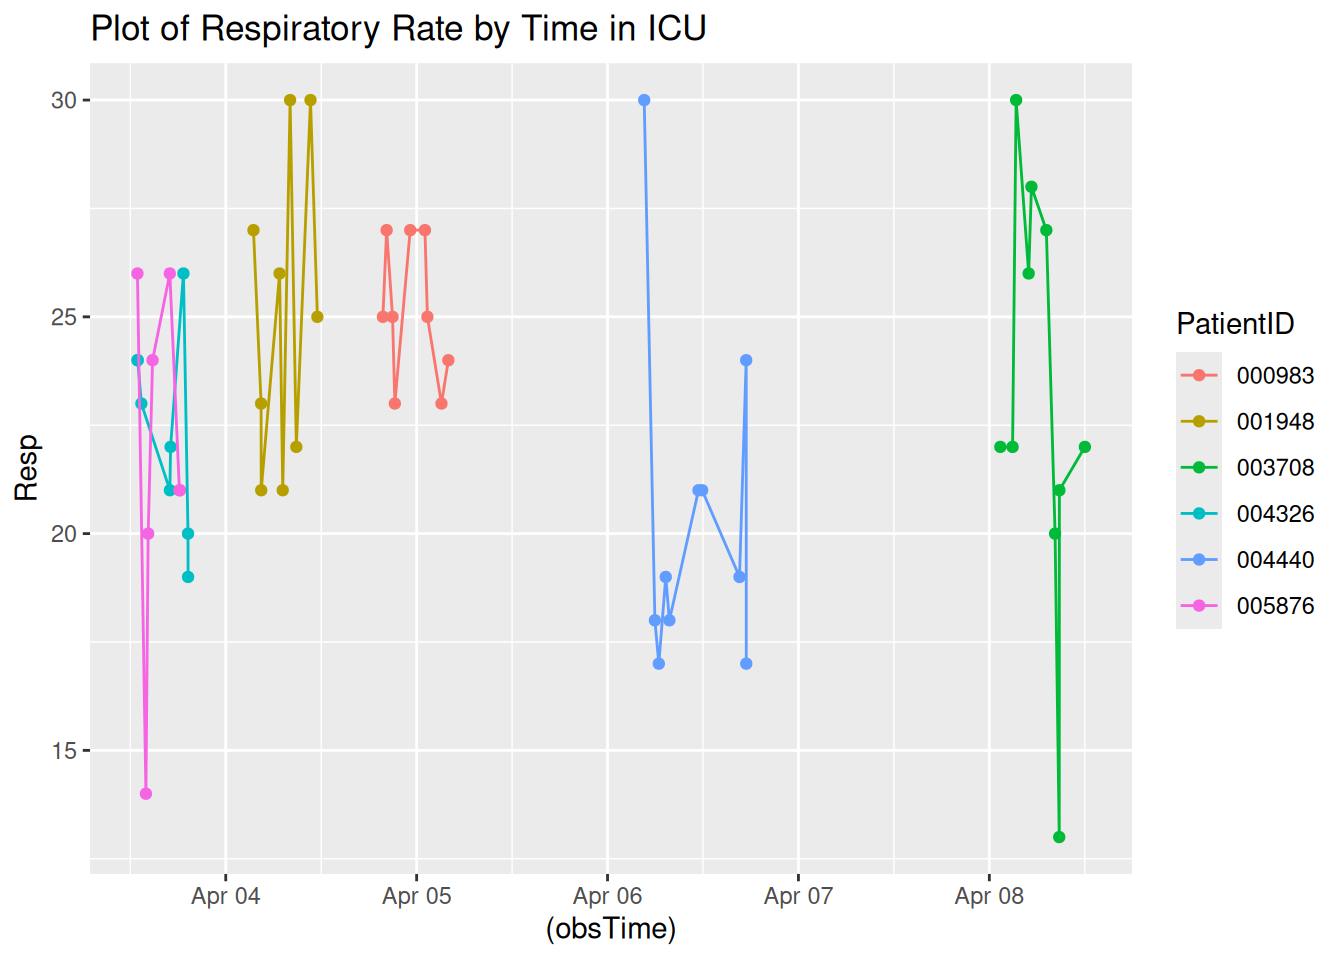 Plot of Respiratory Rate by Time in ICU
30
25
20
15
Resp
Apr 04 Apr 05 Apr 06 Apr 07 Apr 08
(obsTime)
PatientID
000983
001948
003708
004326
004440
005876